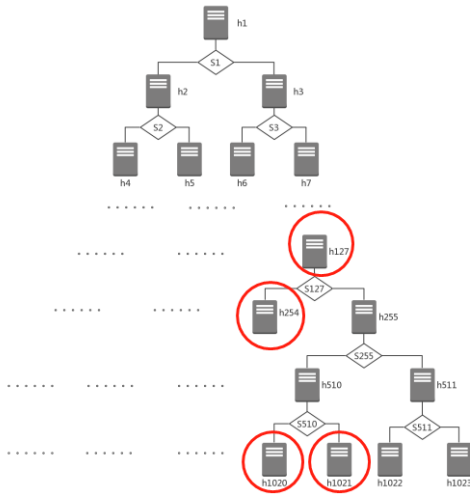 h1
S1
h2
h3
S2
S3
h4
h5
h6
h7
...... ...... ......
h127
...... ......
S127
h254
h255
...... ......
S255
h510
h511
...... ...... ......
S510
S511
...... ...... ......
h1020
h1021
h1022
h1023